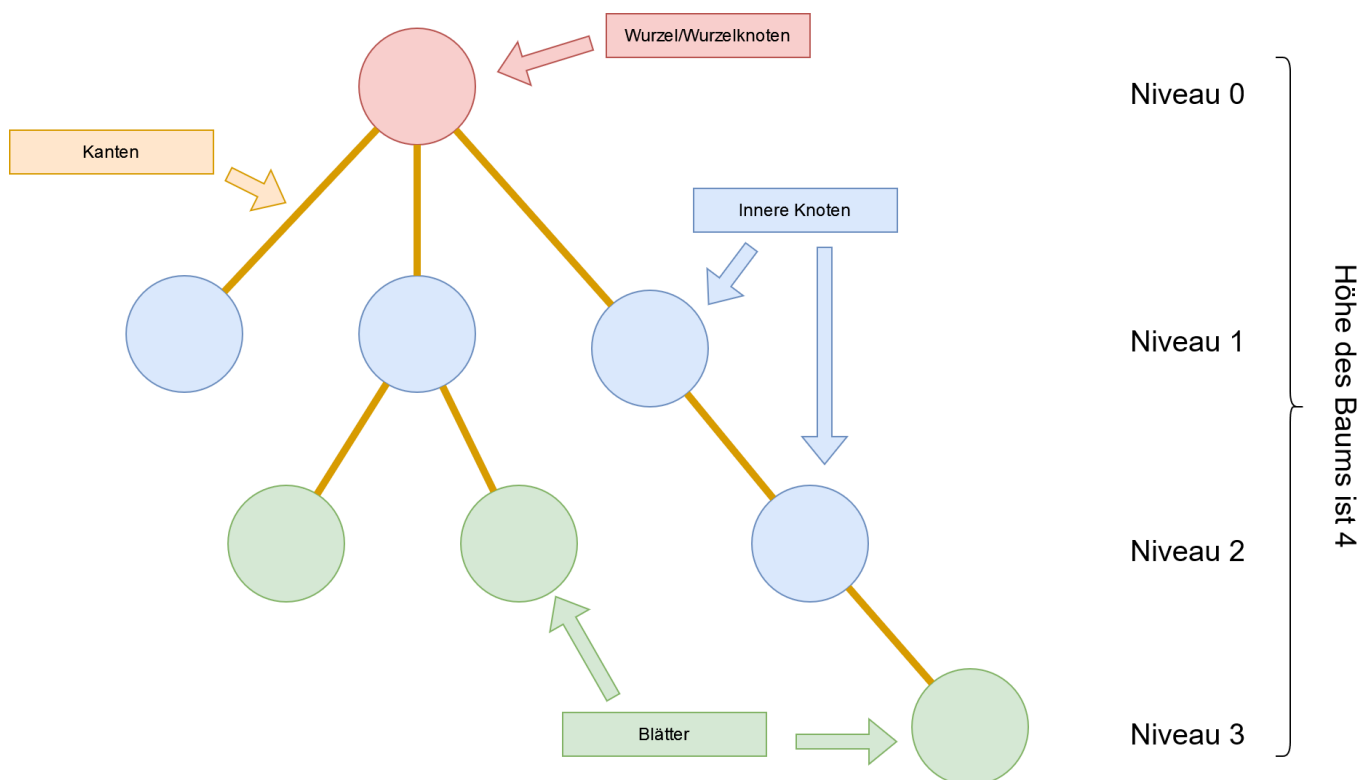 Wurzel/Wurzelknoten
Niveau 0
Kanten
Innere Knoten
Niveau 1
Höhe des Baums ist 4
Niveau 2
Blätter
Niveau 3